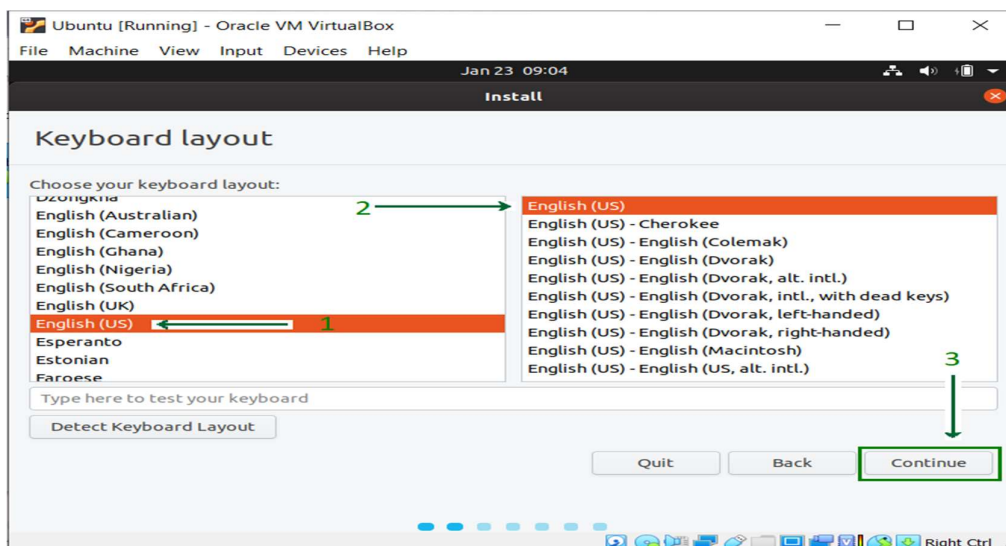 Ubuntu [Running] - Oracle VM VirtualBox
File Machine View Input Devices Help
Jan 23 09:04
Install
Keyboard layout
Choose your keyboard layout:
Dzongkha
English (Australian)
English (Cameroon)
English (Ghana)
English (Nigeria)
English (South Africa)
English (UK)
English (US)
1
Esperanto
Estonian
Faroese
2
English (US)
English (US) - Cherokee
English (US) - English (Colemak)
English (US) - English (Dvorak)
English (US) - English (Dvorak, alt. intl.)
English (US) - English (Dvorak, intl., with dead keys)
English (US) - English (Dvorak, left-handed)
English (US) - English (Dvorak, right-handed)
English (US) - English (Macintosh)
English (US) - English (US, alt. intl.)
3
Type here to test your keyboard
Detect Keyboard Layout
Quit Back Continue
Right Ctrl